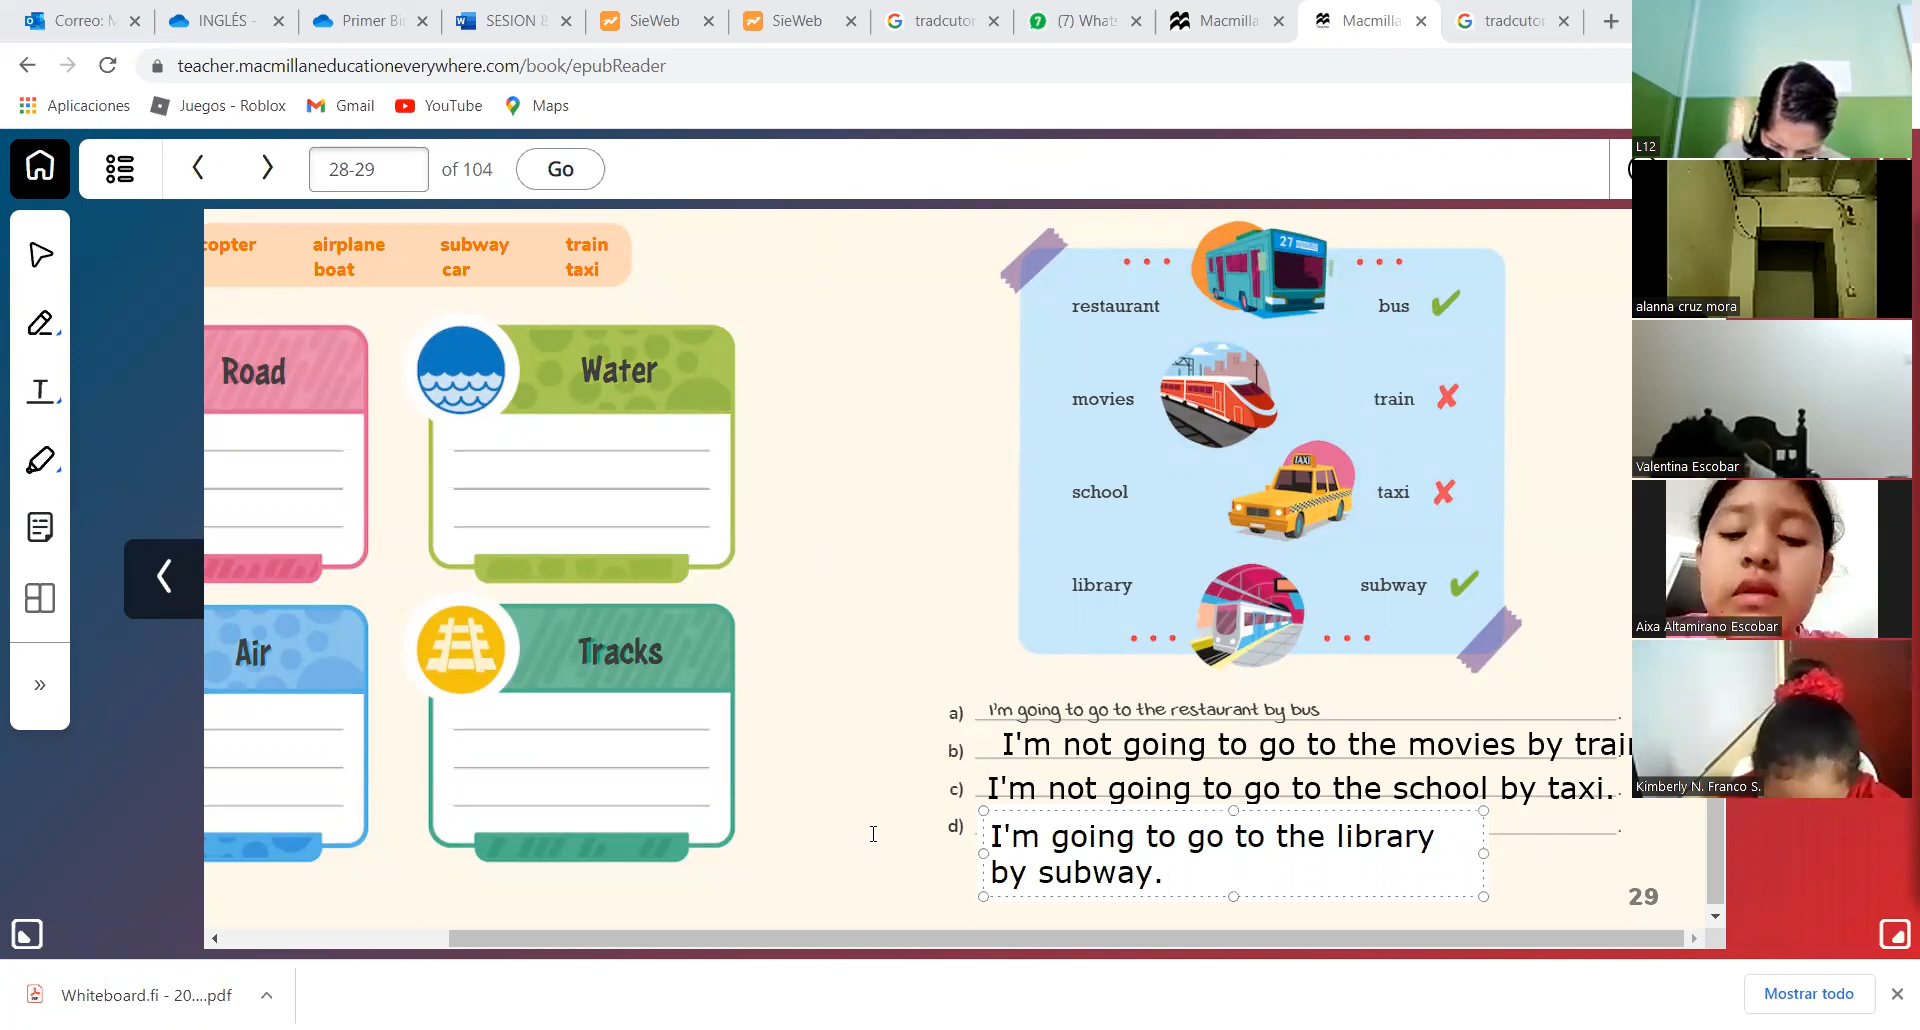 Correo: M
INGLÉS -
Primer Bi
SESION 8
SieWeb
SieWeb
tradcutor
(7) Whats
Macmilla
Macmilla
tradcutor
teacher.macmillaneducationeverywhere.com/book/epubReader
Aplicaciones
Juegos - Roblox
Gmail
YouTube
Maps
28-29
of 104
Go
copter airplane subway train
boat car taxi
Road
Water
Air
Tracks
27
restaurant
bus
movies
train
TAXI
school
taxi
library
subway
a) I'm going to go to the restaurant by bus.
b) I'm not going to go to the movies by train
c) I'm not going to go to the school by taxi.
d) I'm going to go to the library
by subway.
29
L12
alanna cruz mora
Valentina Escobar
Aixa Altamirano Escobar
Kimberly N. Franco S.
Whiteboard.fi - 20....pdf
Mostrar todo